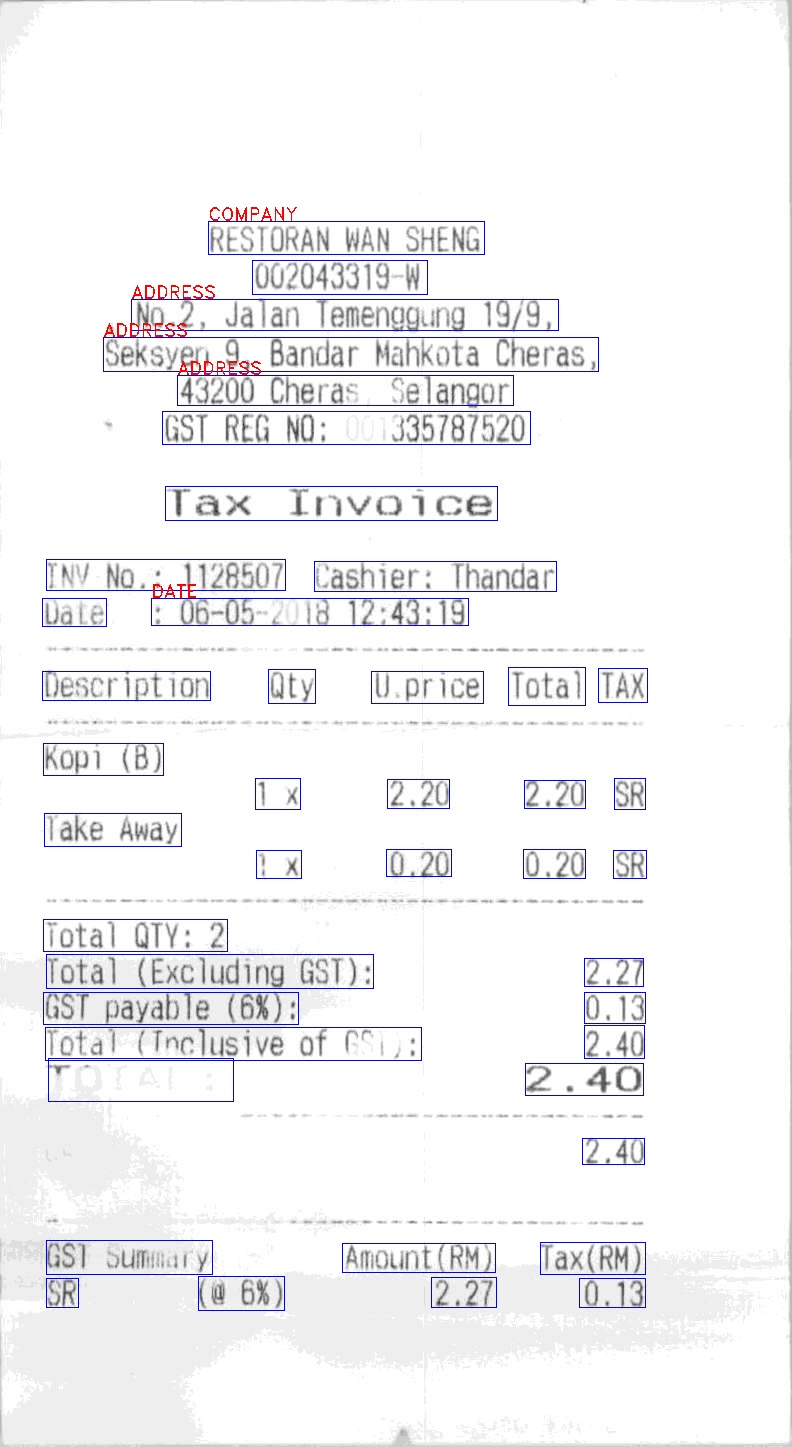 COMPANY
RESTORAN WAN SHENG
002043319-W
ADDRESS
No.2, Jalan Temenggung 19/9,
ADDRESS
Seksyen 9, Bandar Mahkota Cheras,
ADDRESS
43200 Cheras, Selangor
GST REG NO: 001335787520
Tax Invoice
INV No.: 1128507 Cashier: Thandar
DATE
Date : 06-05-2018 12:43:19
Description Qty U.price Total TAX
Kopi (B)
1 x 2.20 2.20 SR
Take Away
1 x 0.20 0.20 SR
Total QTY: 2
Total (Excluding GST): 2.27
GST payable (6%): 0.13
Total (Inclusive of GST): 2.40
TOTAL : 2.40
2.40
GST Summary Amount(RM) Tax(RM)
SR (@ 6%) 2.27 0.13